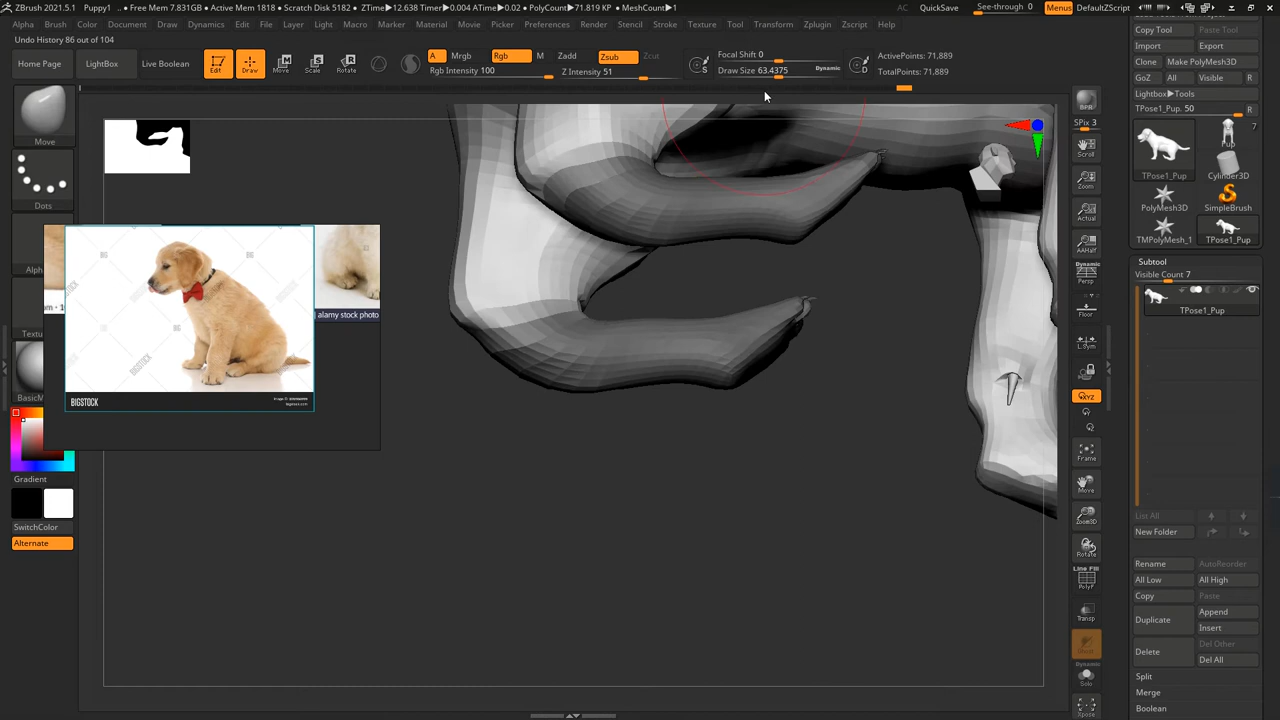 ZBrush 2021.5.1 Puppy1 .. • Free Mem 7.831GB • Active Mem 1818 • Scratch Disk 5182 • ZTime▶12.638 Timer▶0.004 ATime▶0.02 • PolyCount▶71.819 KP • MeshCount▶1
AC QuickSave See-through 0 Menus DefaultZScript
Alpha Brush Color Document Draw Dynamics Edit File Layer Light Macro Marker Material Movie Picker Preferences Render Stencil Stroke Texture Tool Transform Zplugin Zscript Help
Undo History 86 out of 104
Home Page
LightBox
Live Boolean
Edit
Draw
Move
Scale
Rotate
A Mrgb Rgb M Zadd Zsub Zcut
Rgb Intensity 100
Z Intensity 51
S
Focal Shift 0
Draw Size 63.4375 Dynamic
D
ActivePoints: 71,889
TotalPoints: 71,889
Move
Dots
Alph
Textu
BasicM
Gradient
SwitchColor
Alternate
BG
BIGSTOCK
alamy stock photo
BPR
SPix 3
Scroll
Zoom
Actual
AAHalf
Dynamic
Persp
Floor
L.Sym
XYZ
Frame
Move
Zoom3D
Rotate
Line Fill
PolyF
Transp
Dynamic
Solo
Xpose
Copy Tool Paste Tool
Import Export
Clone Make PolyMesh3D
GoZ All Visible R
Lightbox▶Tools
TPose1_Pup. 50 R
7
TPose1_Pup
Pup
Cylinder3D
PolyMesh3D
SimpleBrush
TMPolyMesh_1
TPose1_Pup
Subtool
Visible Count 7
TPose1_Pup
List All
New Folder
Rename AutoReorder
All Low All High
Copy Paste
Duplicate Append
Insert
Delete Del Other
Del All
Split
Merge
Boolean